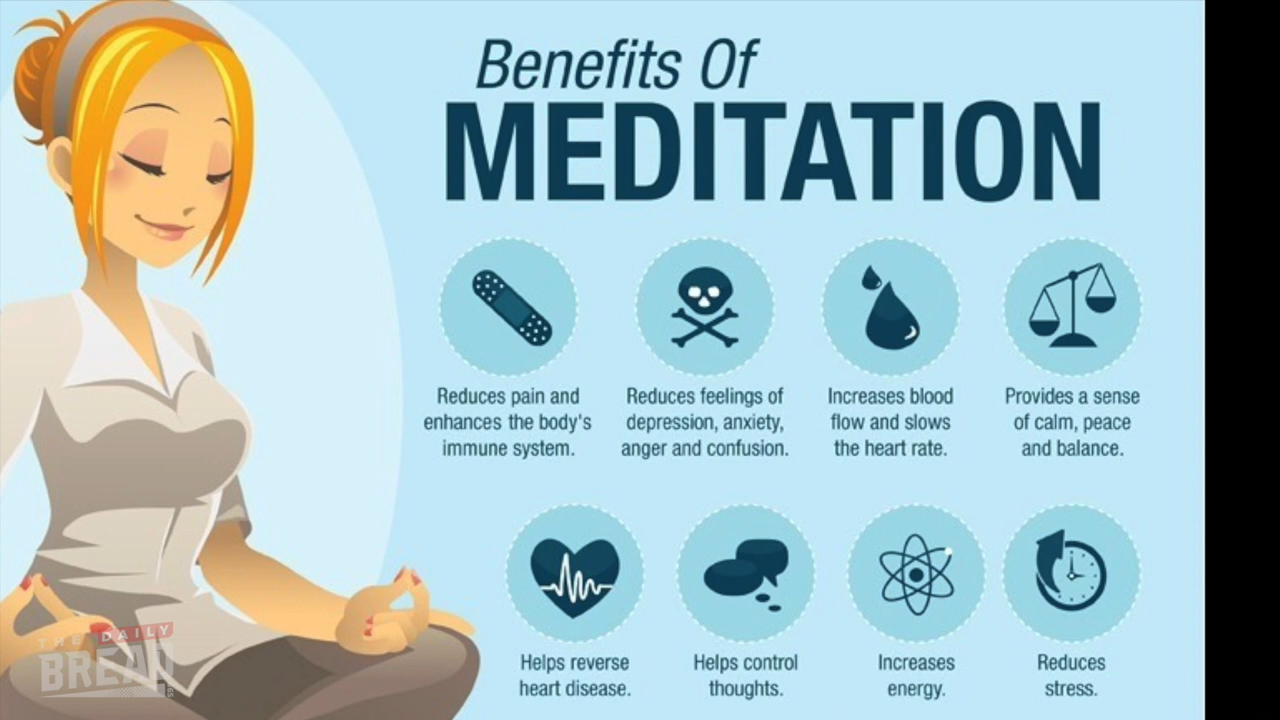 Benefits Of
MEDITATION
Reduces pain and
enhances the body's
immune system.
Reduces feelings of
depression, anxiety,
anger and confusion.
Increases blood
flow and slows
the heart rate.
Provides a sense
of calm, peace
and balance.
Helps reverse
heart disease.
Helps control
thoughts.
Increases
energy.
Reduces
stress.
THE DAILY
BREAD